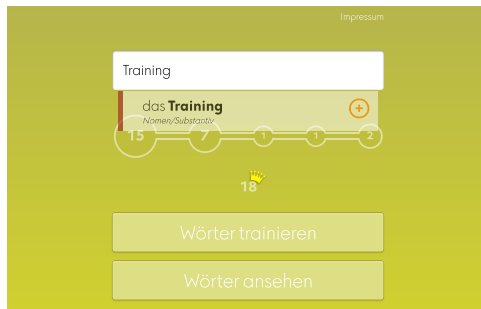 Impressum
Training
das Training
Nomen/Substantiv
15 7 1 1 2
18
Wörter trainieren
Wörter ansehen